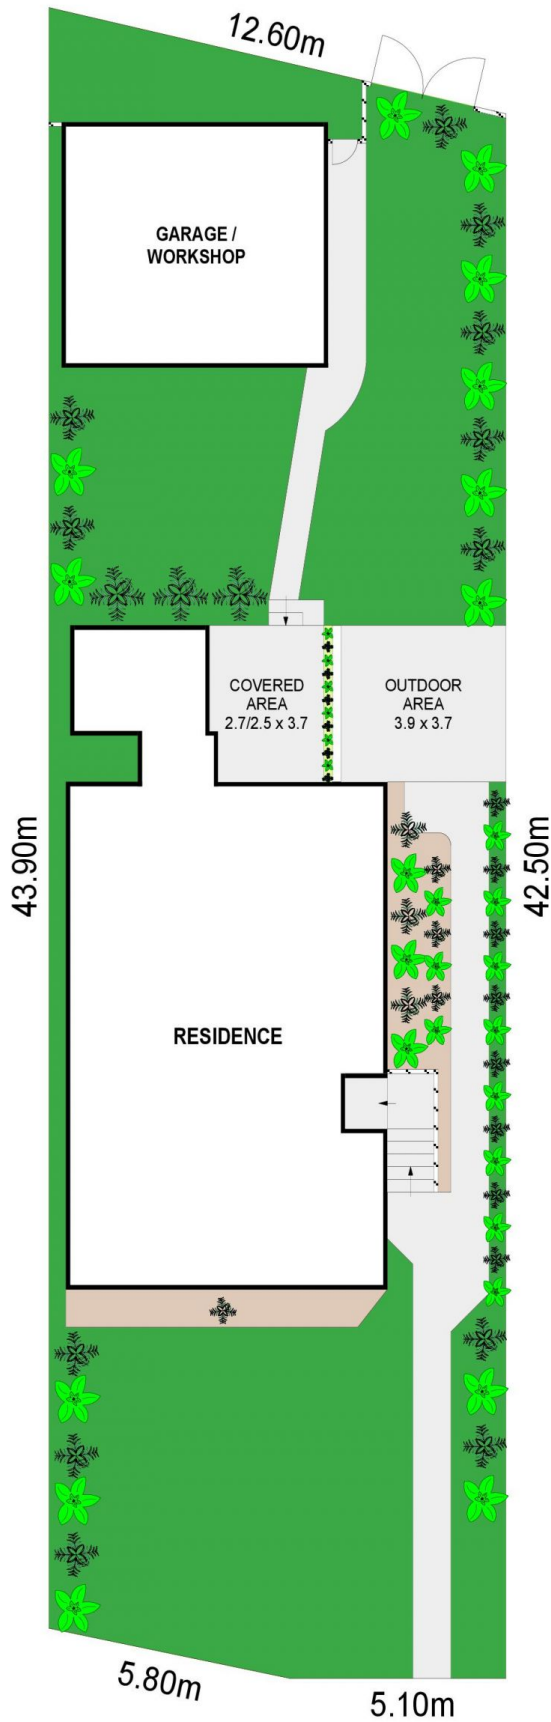 12.60m
GARAGE /
WORKSHOP
COVERED
AREA
2.7/2.5 x 3.7
OUTDOOR
AREA
3.9 x 3.7
43.90m
42.50m
RESIDENCE
5.80m
5.10m